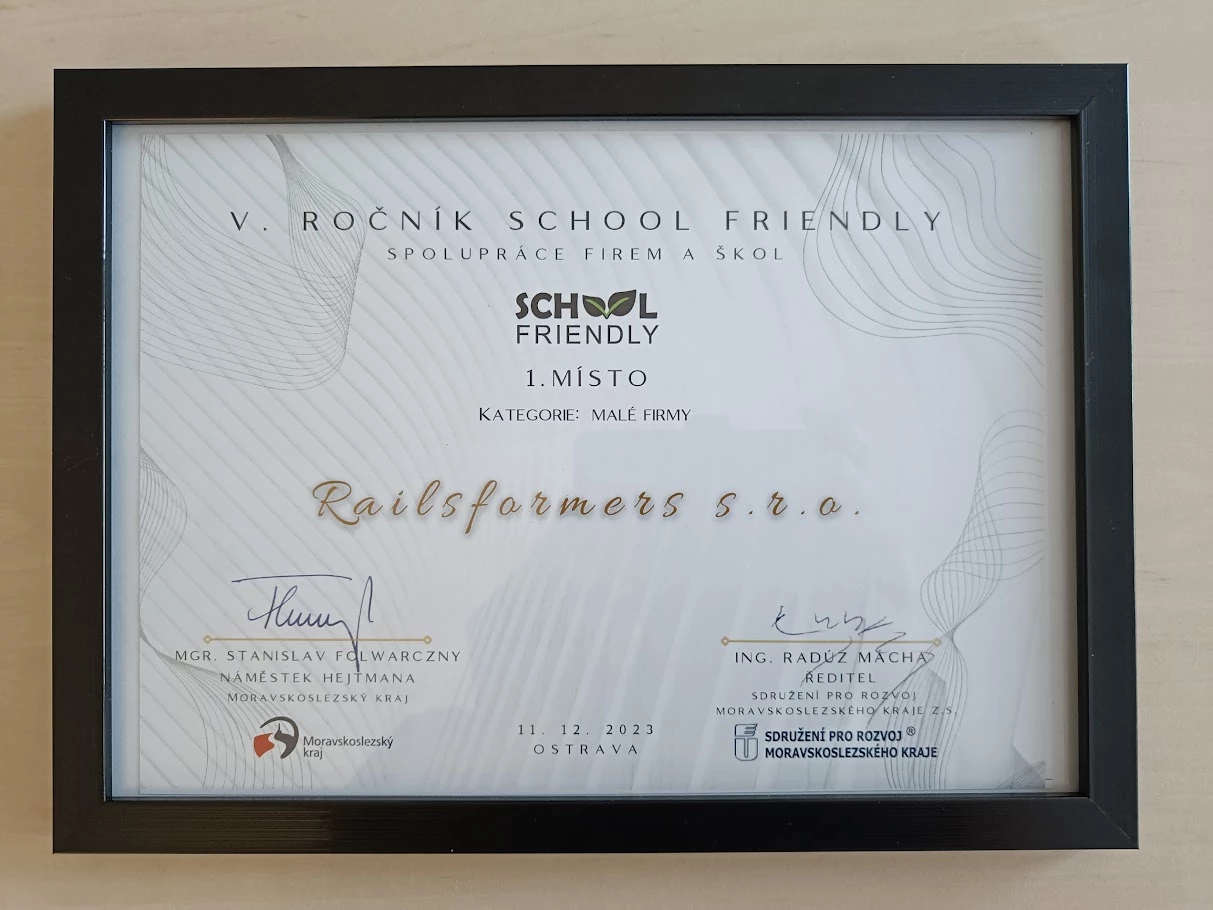 V. ROČNÍK SCHOOL FRIENDLY
SPOLUPRÁCE FIREM A ŠKOL
SCHOOL
FRIENDLY
1. MÍSTO
KATEGORIE: MALÉ FIRMY
Railsformers s.r.o.
MGR. STANISLAV FOLWARCZNY
NÁMĚSTEK HEJTMANA
MORAVSKOSLEZSKÝ KRAJ
Moravskoslezský
kraj
11. 12. 2023
OSTRAVA
ING. RADÚZ MÁCHA
ŘEDITEL
SDRUŽENÍ PRO ROZVOJ
MORAVSKOSLEZSKÉHO KRAJE Z.S.
SDRUŽENÍ PRO ROZVOJ ®
MORAVSKOSLEZSKÉHO KRAJE